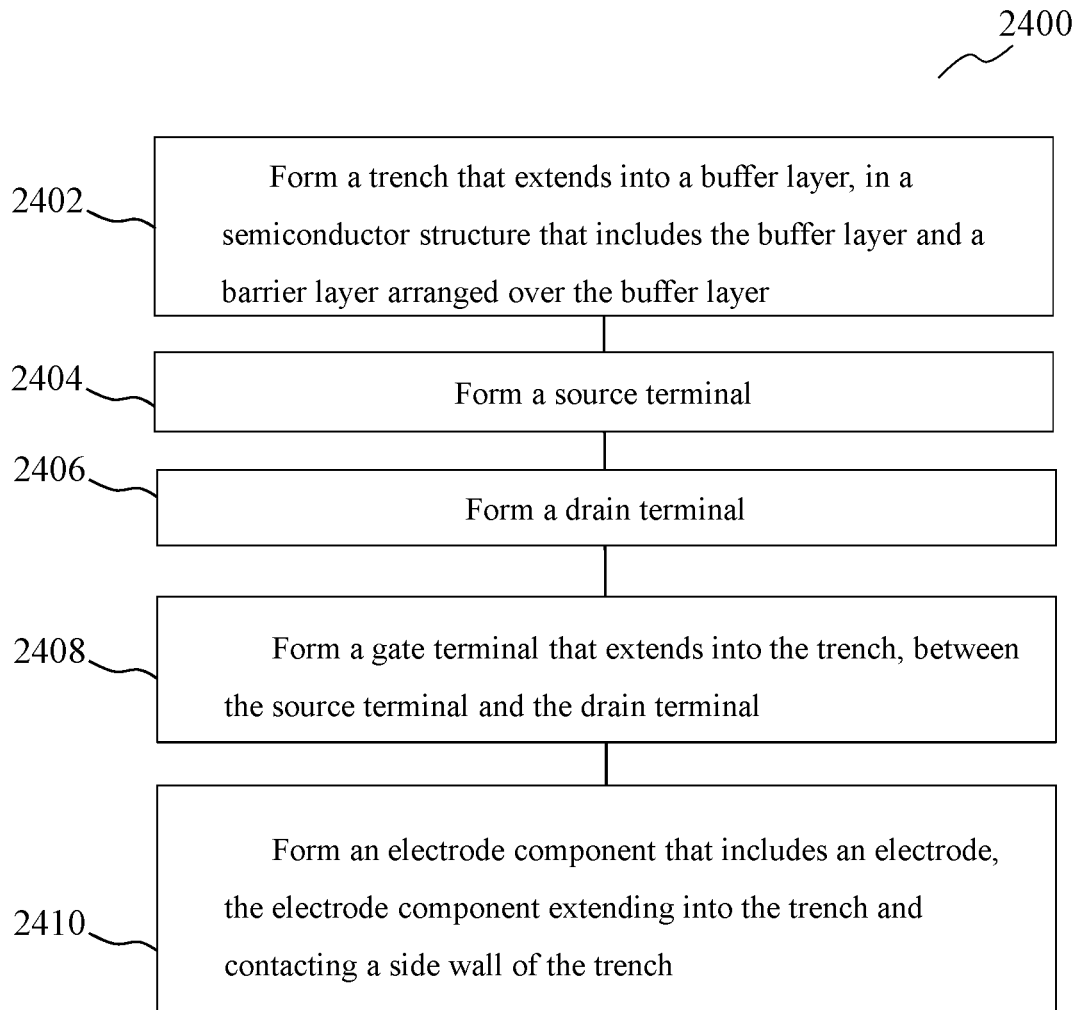 2400
2402
Form a trench that extends into a buffer layer, in a
semiconductor structure that includes the buffer layer and a
barrier layer arranged over the buffer layer
2404
Form a source terminal
2406
Form a drain terminal
2408
Form a gate terminal that extends into the trench, between
the source terminal and the drain terminal
2410
Form an electrode component that includes an electrode,
the electrode component extending into the trench and
contacting a side wall of the trench